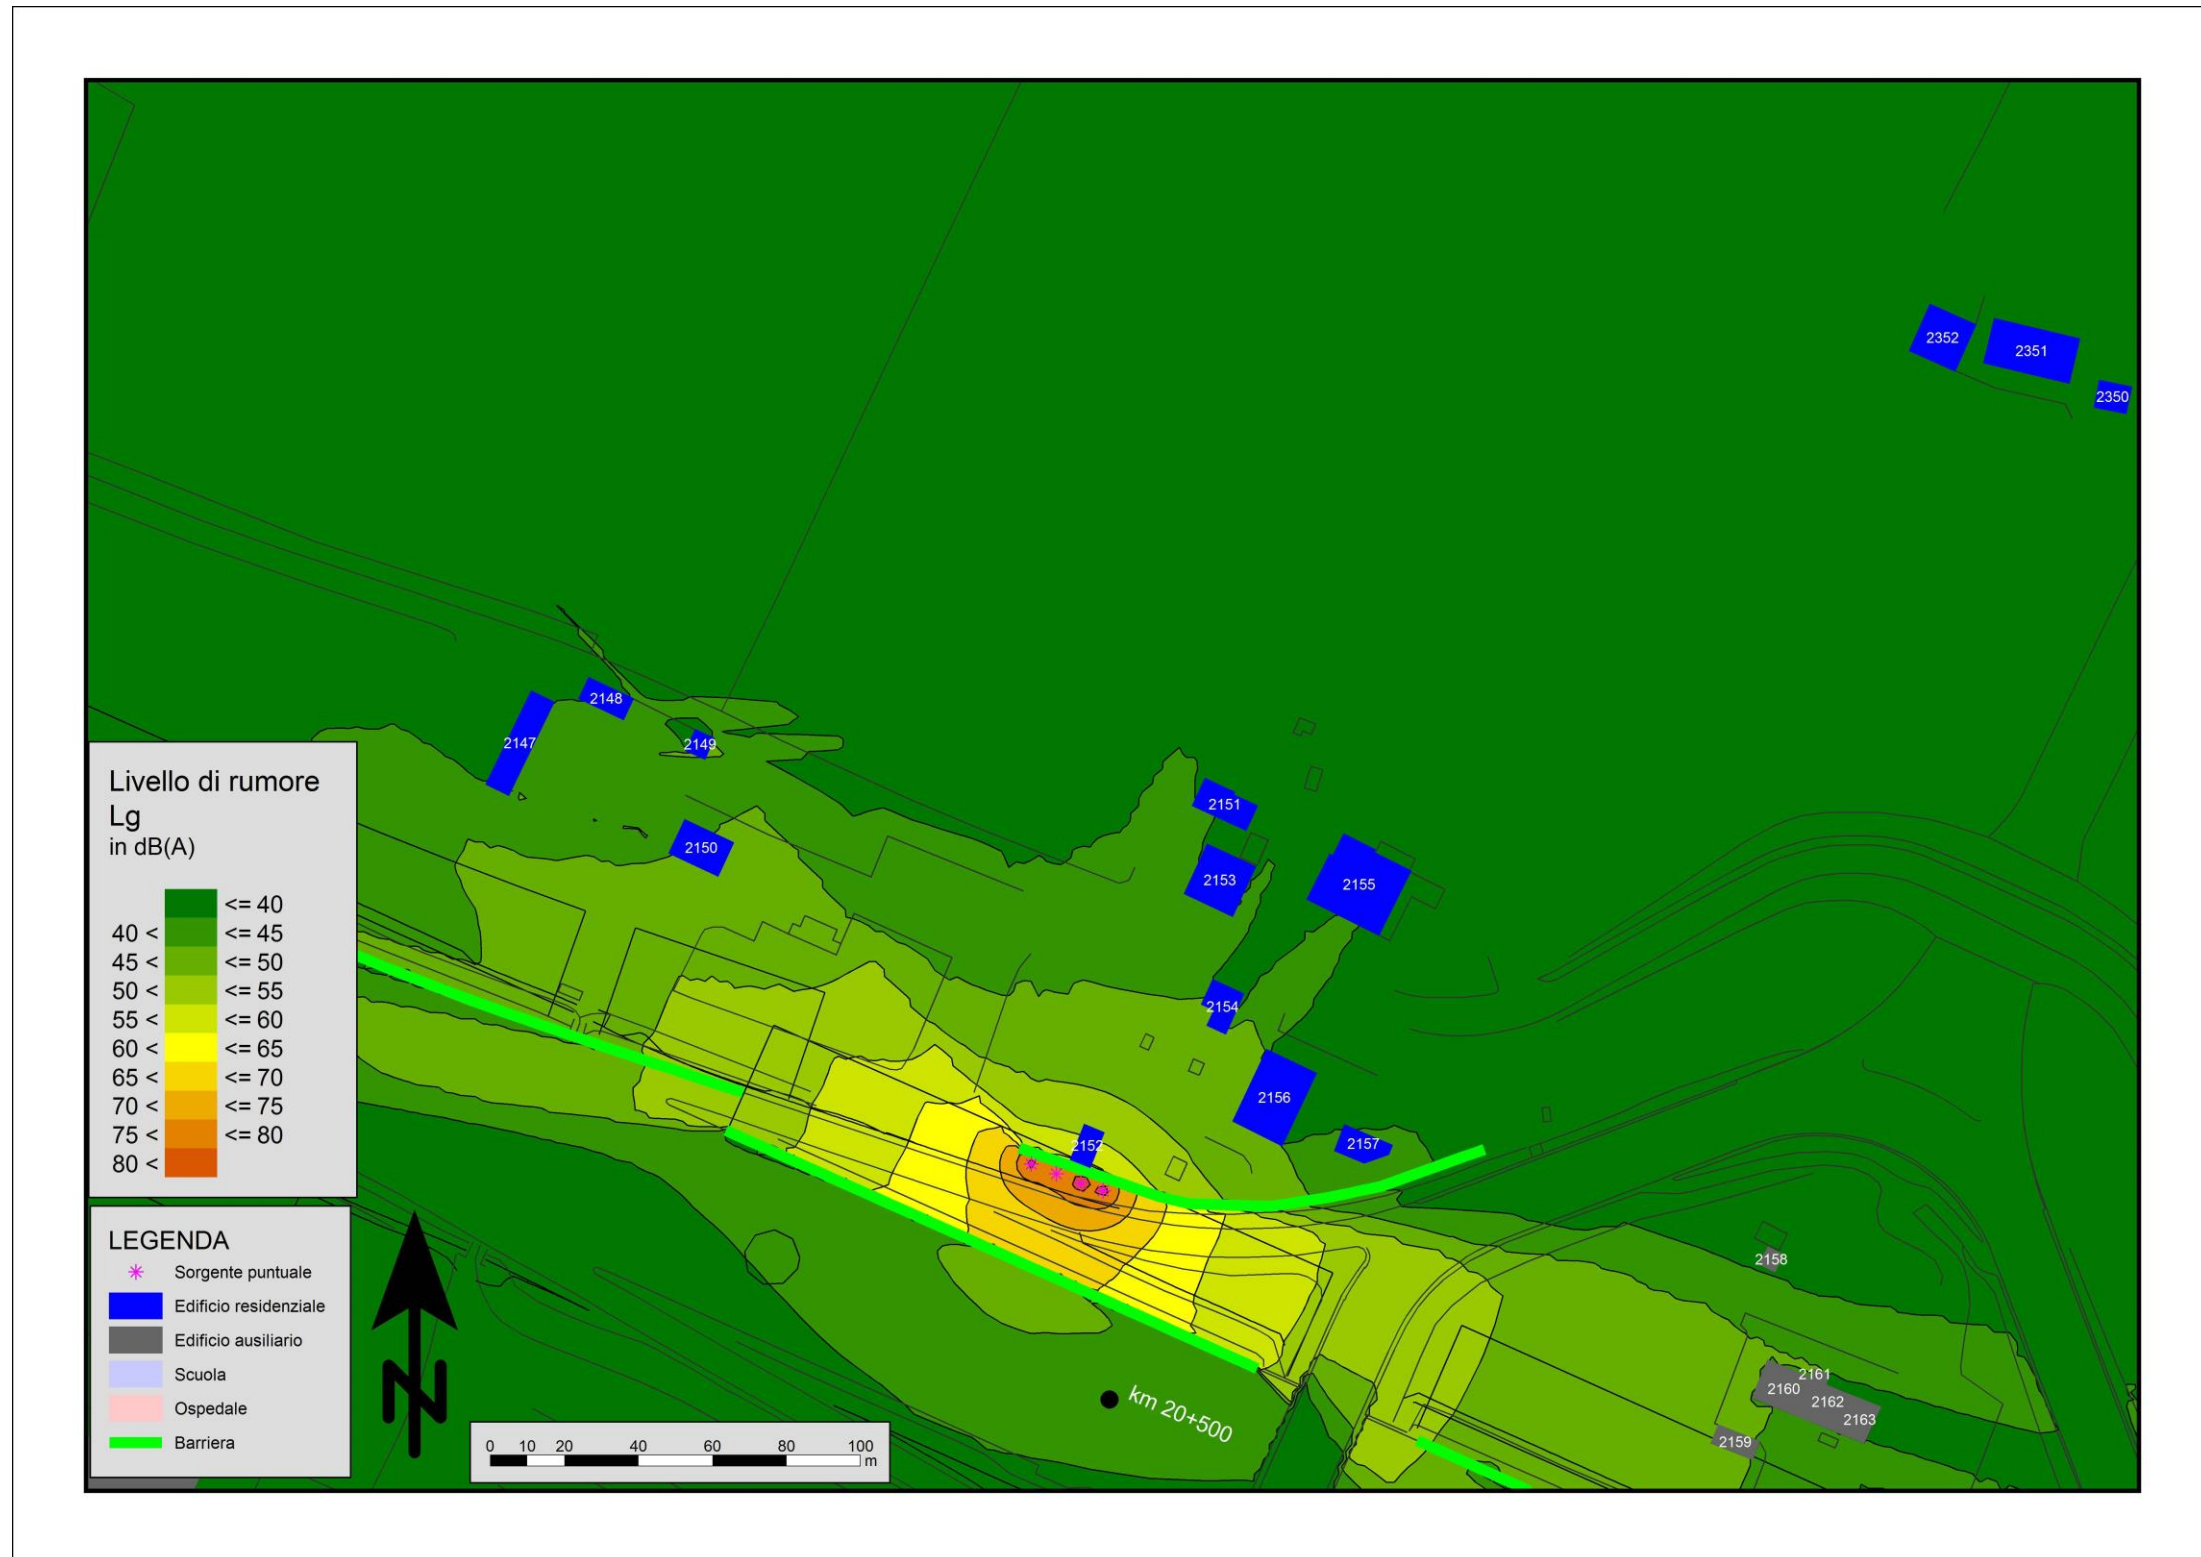 2352
2351
2350
2148
2147
2149
2151
2150
2153
2155
2154
2156
2152
2157
2158
2161
2160
2162
2163
2159
km 20+500
Livello di rumore
Lg
in dB(A)
<= 40
40 < <= 45
45 < <= 50
50 < <= 55
55 < <= 60
60 < <= 65
65 < <= 70
70 < <= 75
75 < <= 80
80 <
LEGENDA
Sorgente puntuale
Edificio residenziale
Edificio ausiliario
Scuola
Ospedale
Barriera
N
0 10 20 40 60 80 100
m